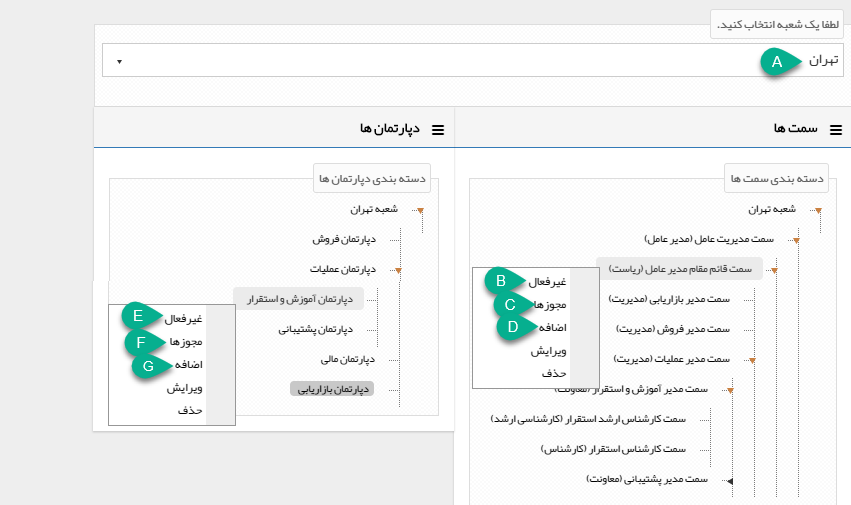 لطفا یک شعبه انتخاب کنید.
تهران
A
سمت ها
دسته بندی سمت ها
شعبه تهران
سمت مدیریت عامل (مدیر عامل)
سمت قائم مقام مدیر عامل (ریاست)
سمت مدیر بازاریابی (مدیریت)
سمت مدیر فروش (مدیریت)
سمت مدیر عملیات (مدیریت)
سمت مدیر آموزش و استقرار (معاونت)
سمت کارشناس ارشد استقرار (کارشناسی ارشد)
سمت کارشناس استقرار (کارشناس)
سمت مدیر پشتیبانی (معاونت)
غیرفعال B
مجوزها C
اضافه D
ویرایش
حذف
دپارتمان ها
دسته بندی دپارتمان ها
شعبه تهران
دپارتمان فروش
دپارتمان عملیات
دپارتمان آموزش و استقرار
دپارتمان پشتیبانی
دپارتمان مالی
دپارتمان بازاریابی
غیرفعال E
مجوزها F
اضافه G
ویرایش
حذف